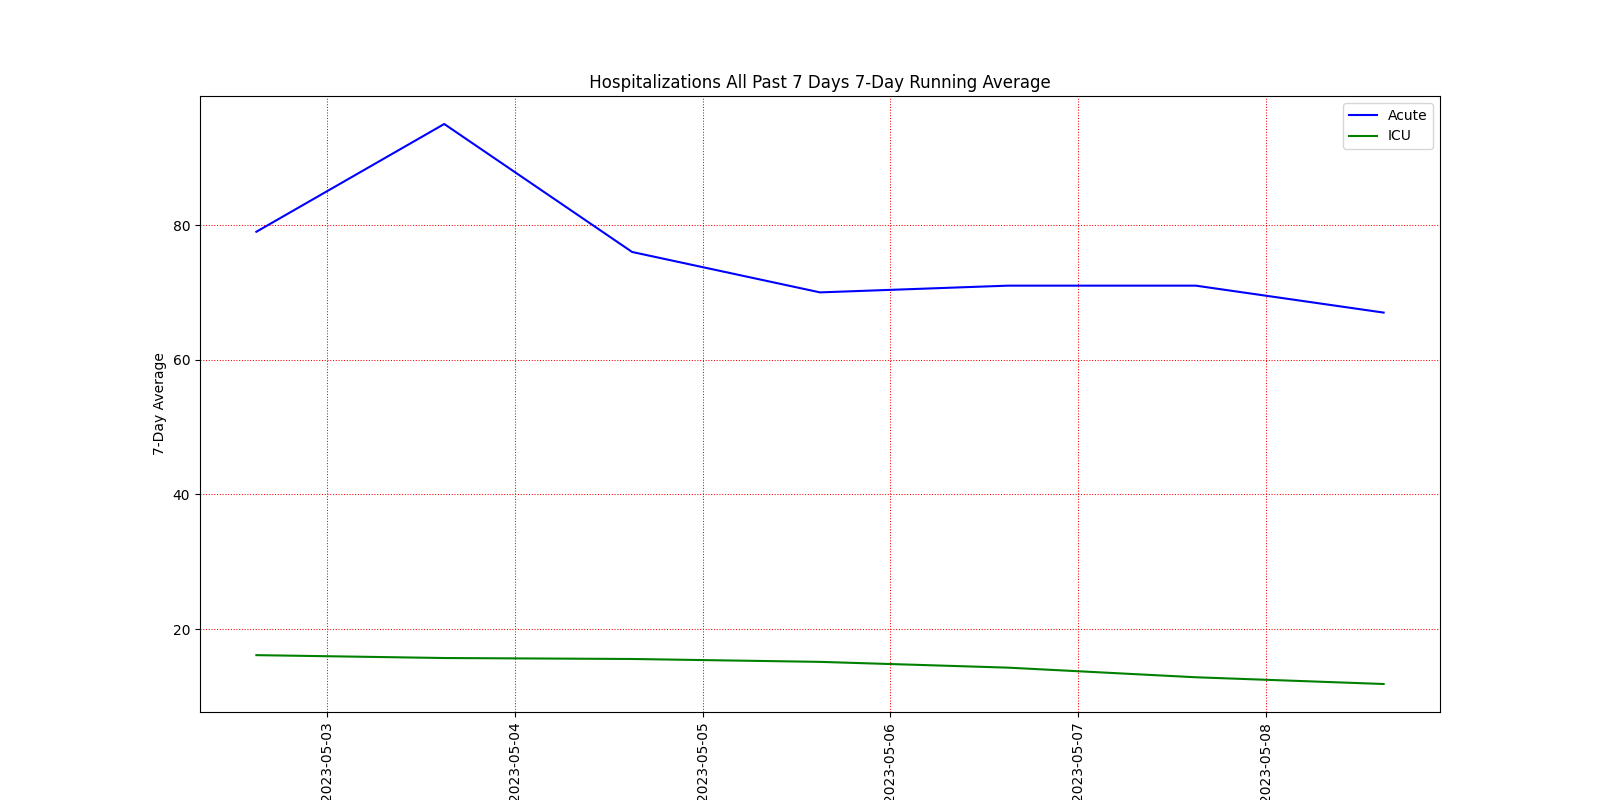 Hospitalizations All Past 7 Days 7-Day Running Average
Acute
ICU
7-Day Average
80
60
40
20
2023-05-03
2023-05-04
2023-05-05
2023-05-06
2023-05-07
2023-05-08